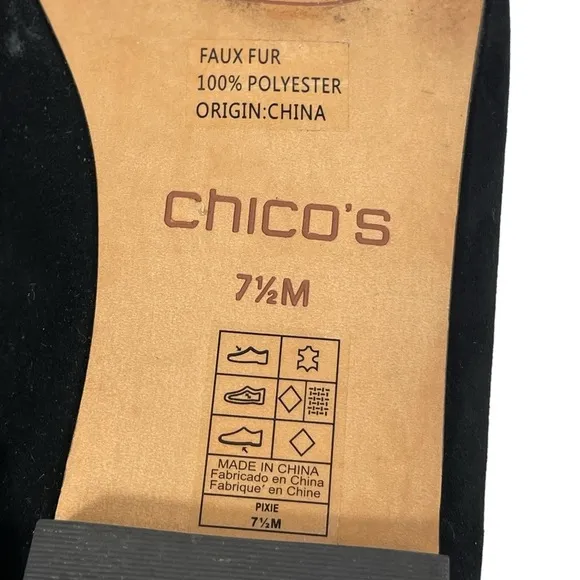 FAUX FUR
100% POLYESTER
ORIGIN:CHINA
CHICO'S
7½M
MADE IN CHINA
Fabricado en China
Fabrique' en Chine
PIXIE
7½M